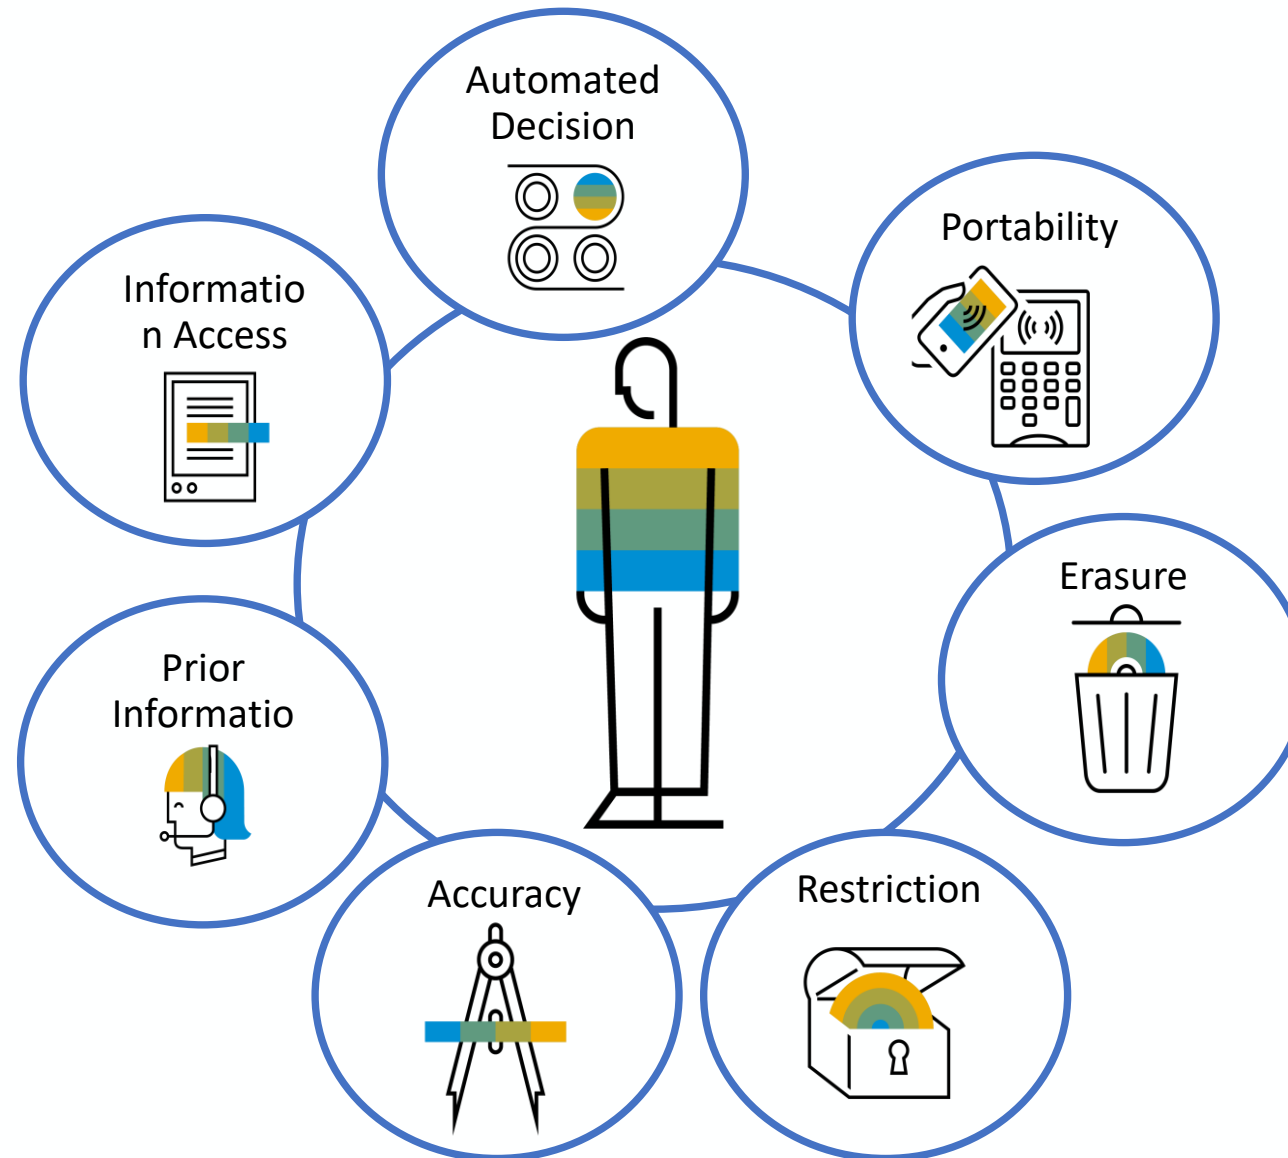 Automated
Decision
Portability
Informatio
n Access
Erasure
Prior
Informatio
Accuracy
Restriction